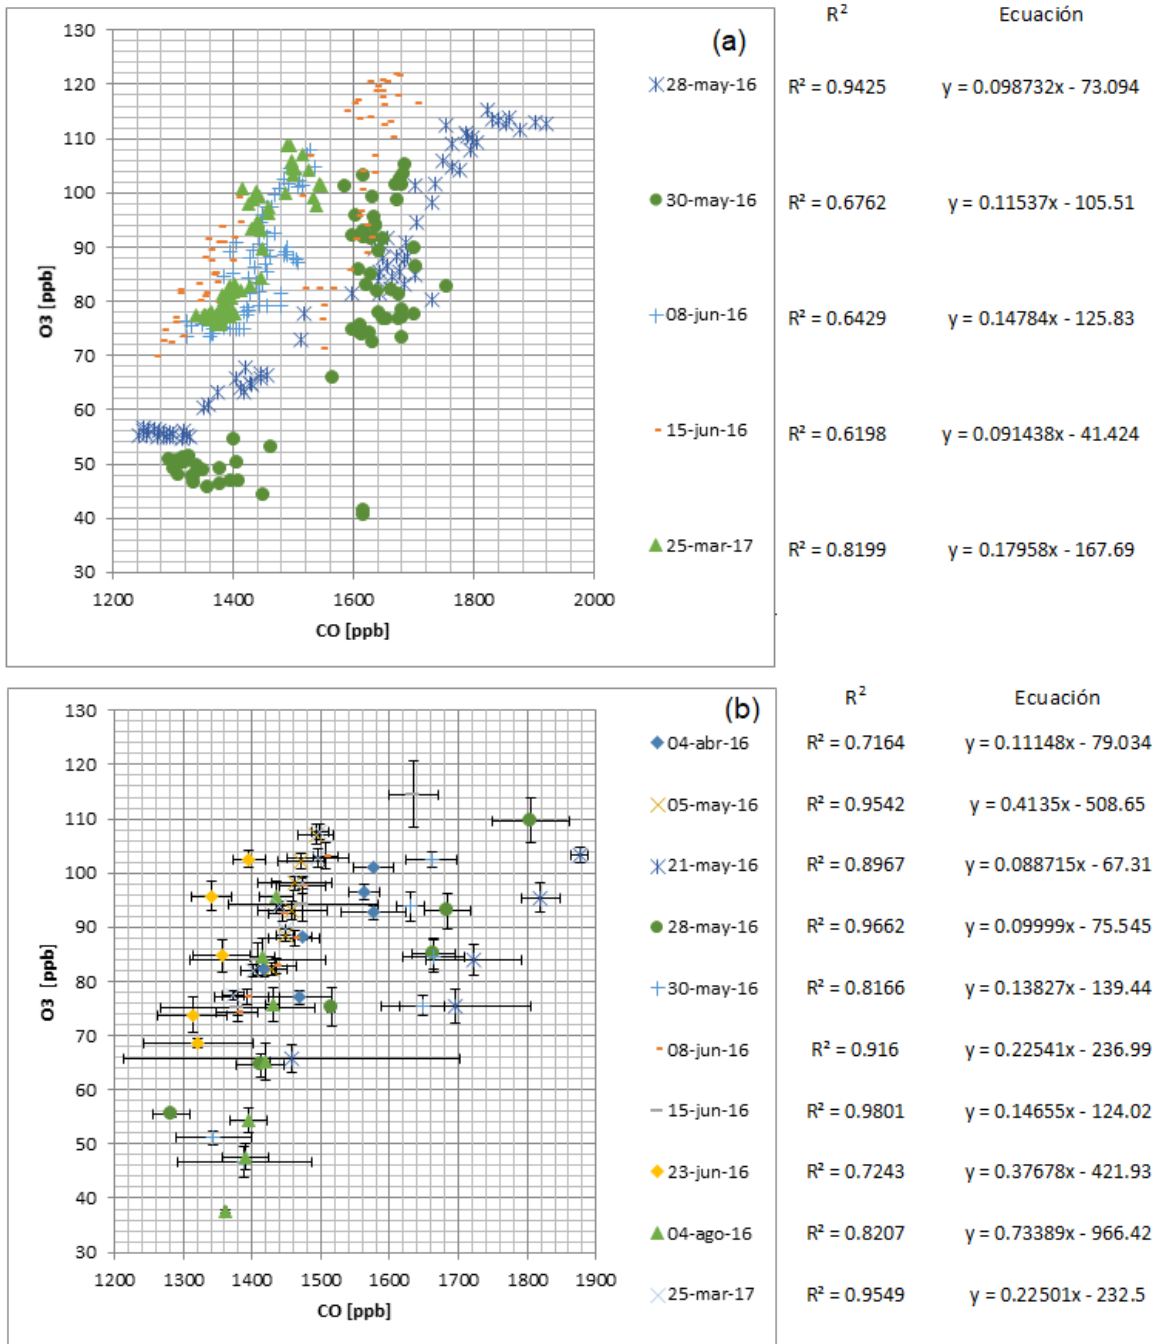 R² Ecuación
(a)
130
120
110
100
90
80
70
60
50
40
30
O3 [ppb]
1200 1400 1600 1800 2000
CO [ppb]
28-may-16 R² = 0.9425 y = 0.098732x - 73.094
30-may-16 R² = 0.6762 y = 0.11537x - 105.51
08-jun-16 R² = 0.6429 y = 0.14784x - 125.83
15-jun-16 R² = 0.6198 y = 0.091438x - 41.424
25-mar-17 R² = 0.8199 y = 0.17958x - 167.69
R² Ecuación
(b)
130
120
110
100
90
80
70
60
50
40
30
O3 [ppb]
1200 1300 1400 1500 1600 1700 1800 1900
CO [ppb]
04-abr-16 R² = 0.7164 y = 0.11148x - 79.034
05-may-16 R² = 0.9542 y = 0.4135x - 508.65
21-may-16 R² = 0.8967 y = 0.088715x - 67.31
28-may-16 R² = 0.9662 y = 0.09999x - 75.545
30-may-16 R² = 0.8166 y = 0.13827x - 139.44
08-jun-16 R² = 0.916 y = 0.22541x - 236.99
15-jun-16 R² = 0.9801 y = 0.14655x - 124.02
23-jun-16 R² = 0.7243 y = 0.37678x - 421.93
04-ago-16 R² = 0.8207 y = 0.73389x - 966.42
25-mar-17 R² = 0.9549 y = 0.22501x - 232.5